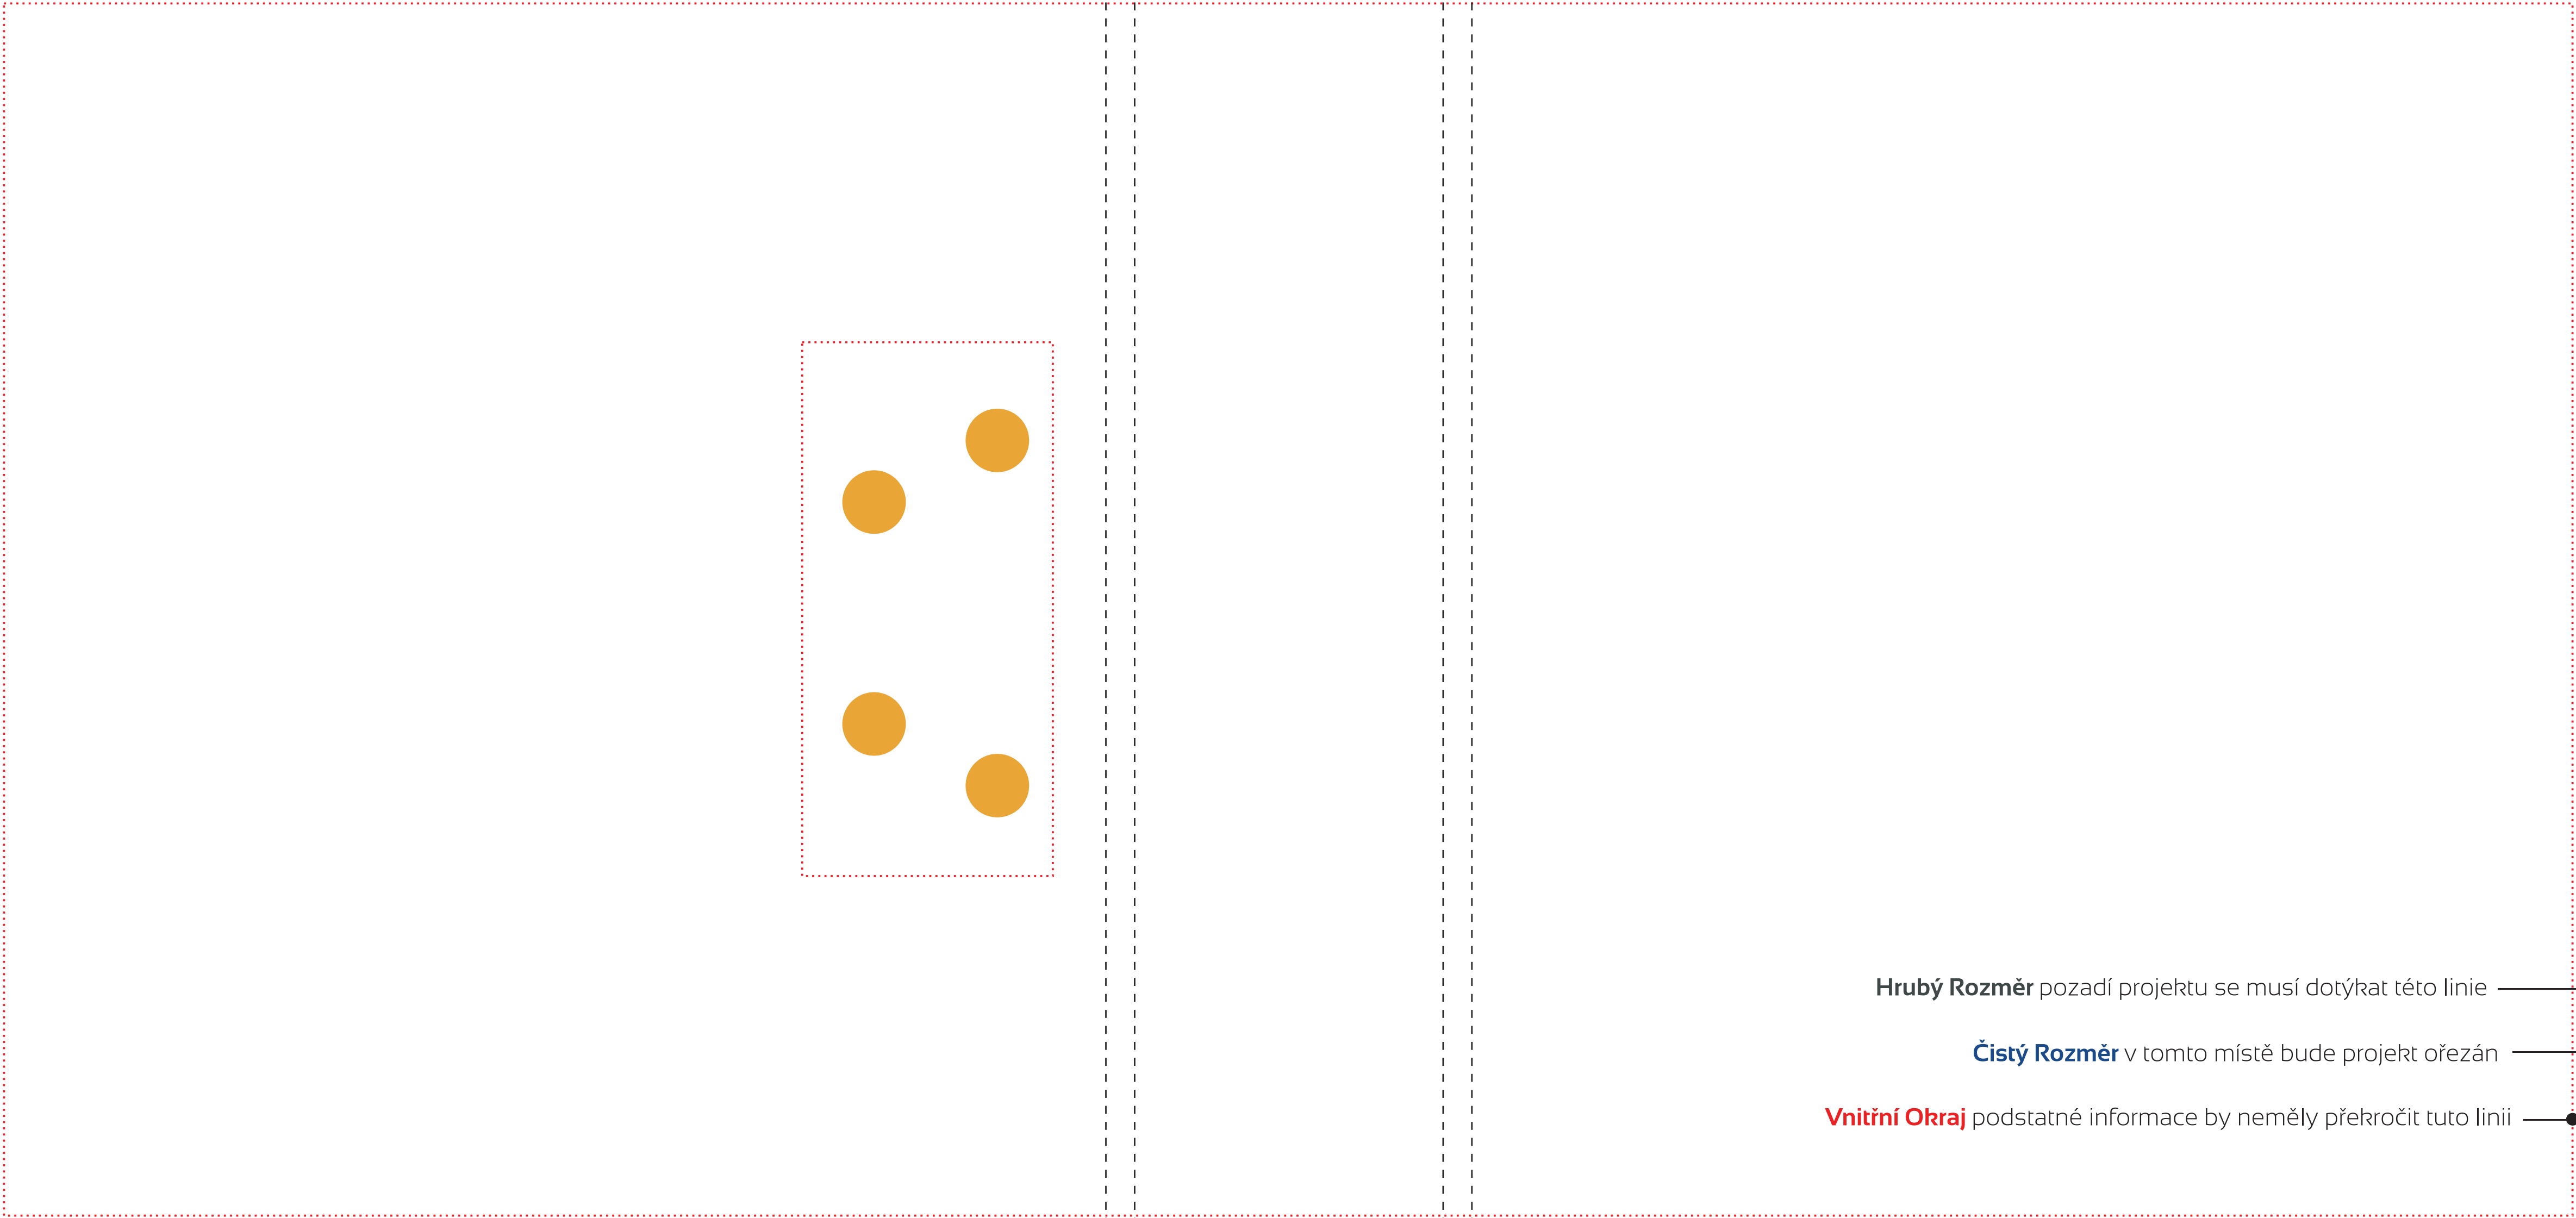 Hrubý Rozměr pozadí projektu se musí dotýkat této linie
Čistý Rozměr v tomto místě bude projekt ořezán
Vnitřní Okraj podstatné informace by neměly překročit tuto linii